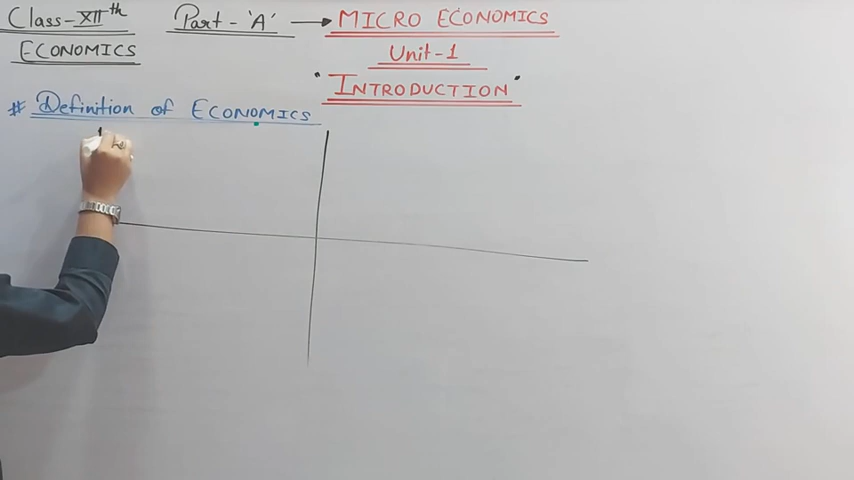 Class-XIIth Part-'A' → MICRO ECONOMICS
ECONOMICS Unit-1
"INTRODUCTION"
# Definition of ECONOMICS